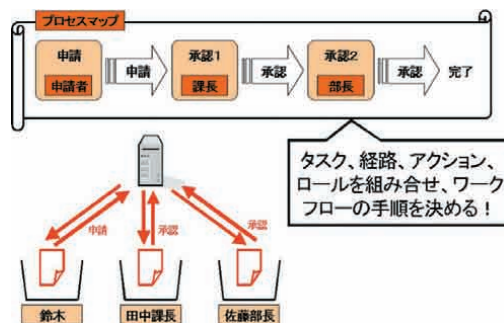 プロセスマップ
申請
申請者
申請
承認1
課長
承認
承認2
部長
承認
完了
タスク、経路、アクション、
ロールを組み合せ、ワーク
フローの手順を決める！
申請
承認
承認
鈴木
田中課長
佐藤部長